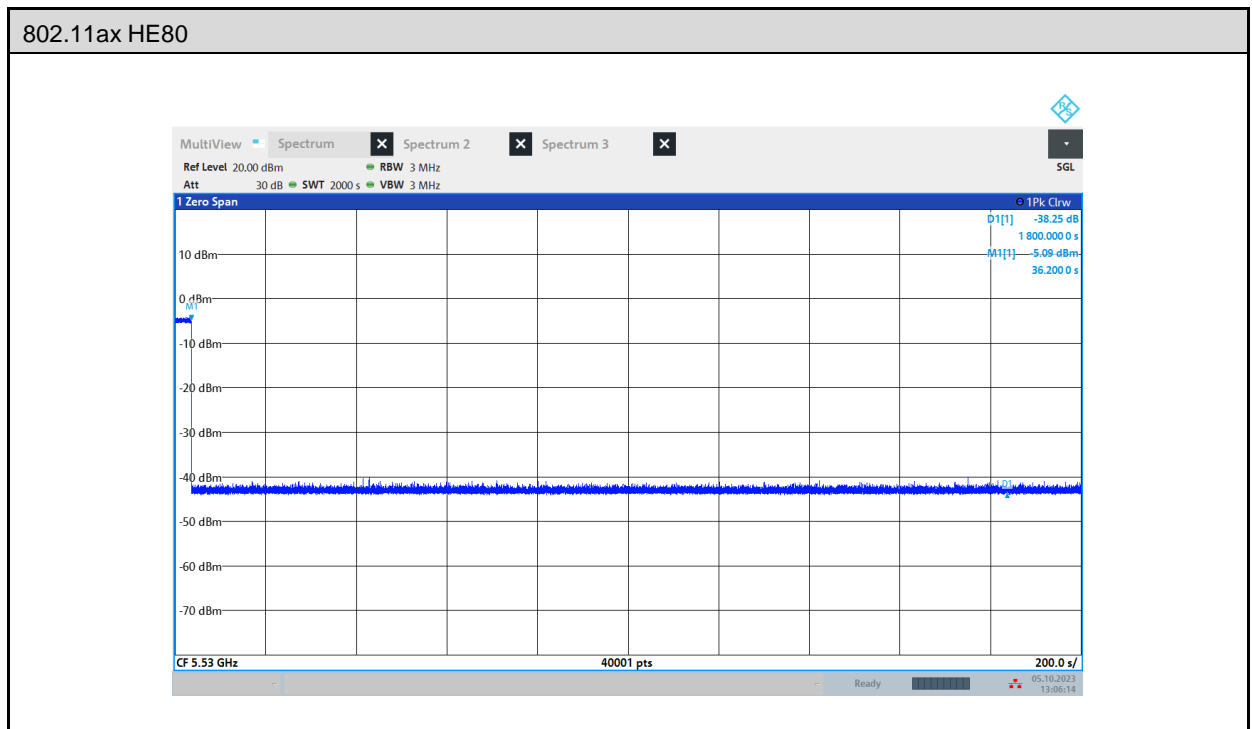 802.11ax HE80
R S
MultiView Spectrum Spectrum 2 Spectrum 3
Ref Level 20.00 dBm RBW 3 MHz SGL
Att 30 dB SWT 2000 s VBW 3 MHz
1 Zero Span 1Pk Clrw
D1[1] -38.25 dB
1 800.000 0 s
10 dBm M1[1] -5.09 dBm
36.200 0 s
0 dBm
M1
-10 dBm
-20 dBm
-30 dBm
-40 dBm
D1
-50 dBm
-60 dBm
-70 dBm
CF 5.53 GHz 40001 pts 200.0 s/
Ready 05.10.2023
13:06:14